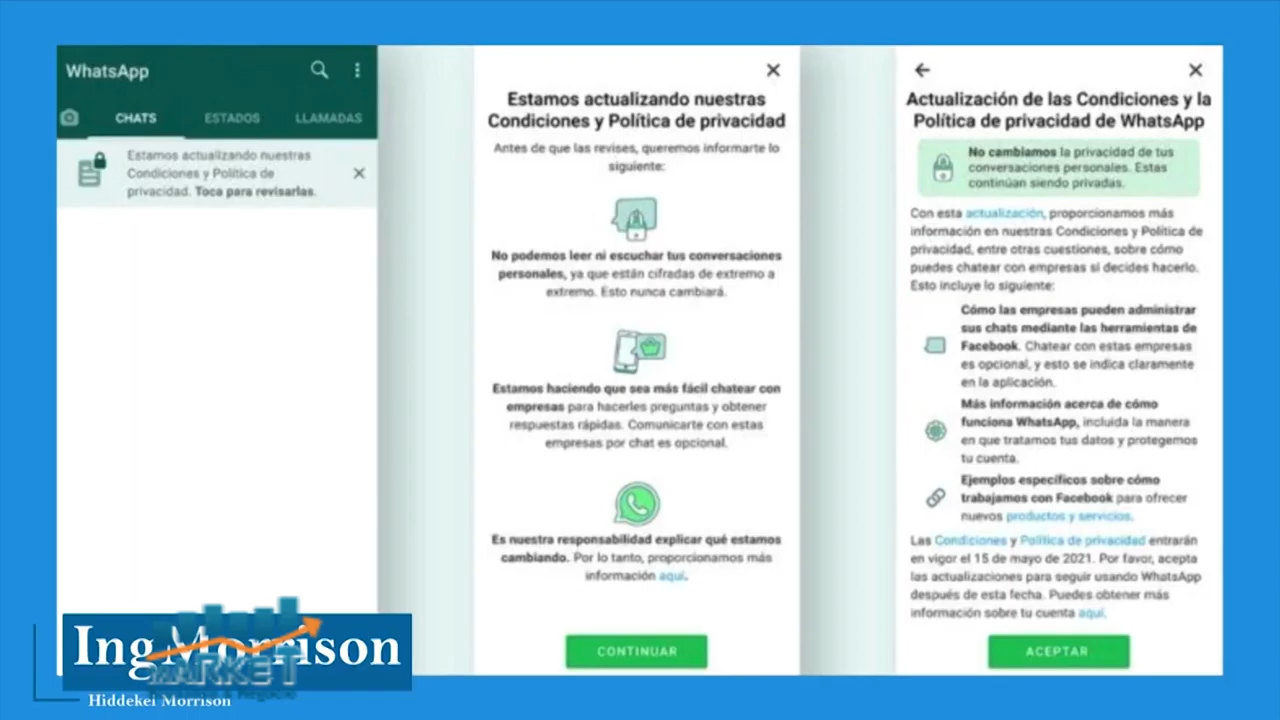 WhatsApp
CHATS
ESTADOS
LLAMADAS
Estamos actualizando nuestras
Condiciones y Política de
privacidad. Toca para revisarlas.
Estamos actualizando nuestras
Condiciones y Política de privacidad
Antes de que las revises, queremos informarte lo
siguiente:
No podemos leer ni escuchar tus conversaciones
personales, ya que están cifradas de extremo a
extremo. Esto nunca cambiará.
Estamos haciendo que sea más fácil chatear con
empresas para hacerles preguntas y obtener
respuestas rápidas. Comunicarte con estas
empresas por chat es opcional.
Es nuestra responsabilidad explicar qué estamos
cambiando. Por lo tanto, proporcionamos más
información aquí.
CONTINUAR
Actualización de las Condiciones y la
Política de privacidad de WhatsApp
No cambiamos la privacidad de tus
conversaciones personales. Estas
continúan siendo privadas.
Con esta actualización, proporcionamos más
información en nuestras Condiciones y Política de
privacidad, entre otras cuestiones, sobre cómo
puedes chatear con empresas si decides hacerlo.
Esto incluye lo siguiente:
Cómo las empresas pueden administrar
sus chats mediante las herramientas de
Facebook. Chatear con estas empresas
es opcional, y esto se indica claramente
en la aplicación.
Más información acerca de cómo
funciona WhatsApp, incluida la manera
en que tratamos tus datos y protegemos
tu cuenta.
Ejemplos específicos sobre cómo
trabajamos con Facebook para ofrecer
nuevos productos y servicios.
Las Condiciones y Política de privacidad entrarán
en vigor el 15 de mayo de 2021. Por favor, acepta
las actualizaciones para seguir usando WhatsApp
después de esta fecha. Puedes obtener más
información sobre tu cuenta aquí.
ACEPTAR
Ing Morrison
MARKET
Hiddekei Morrison